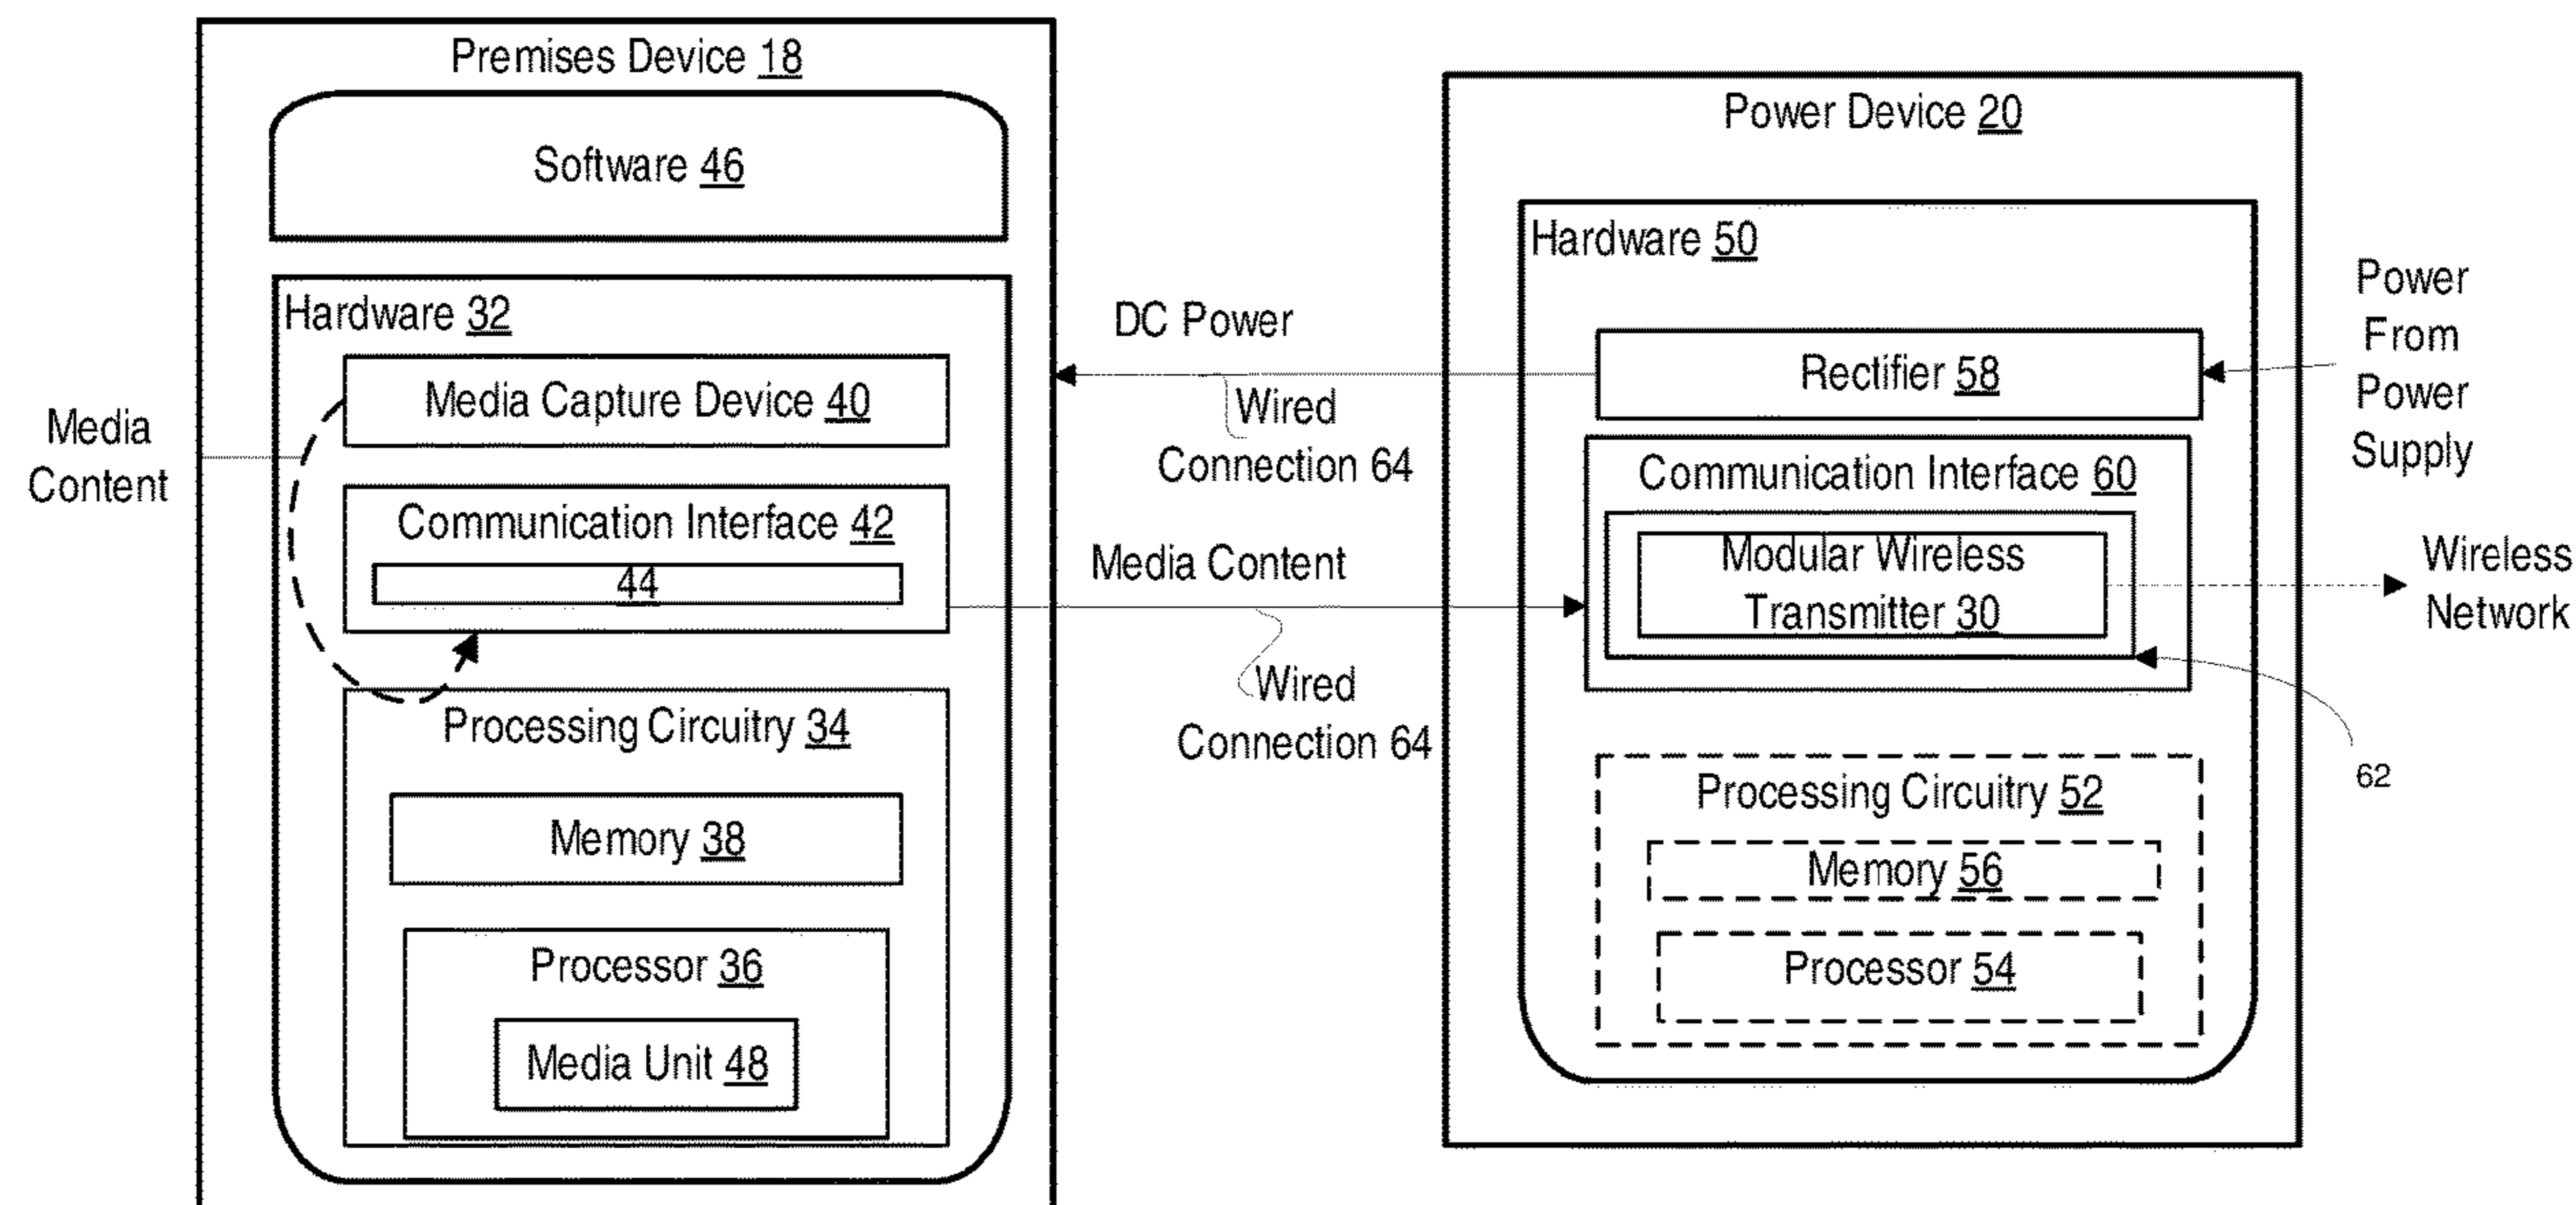 Premises Device 18
Software 46
Hardware 32
Media Capture Device 40
Media
Content
Communication Interface 42
44
Processing Circuitry 34
Memory 38
Processor 36
Media Unit 48
DC Power
Wired
Connection 64
Media Content
Wired
Connection 64
Power Device 20
Hardware 50
Rectifier 58
Communication Interface 60
Modular Wireless
Transmitter 30
Processing Circuitry 52
Memory 56
Processor 54
Power
From
Power
Supply
Wireless
Network
62